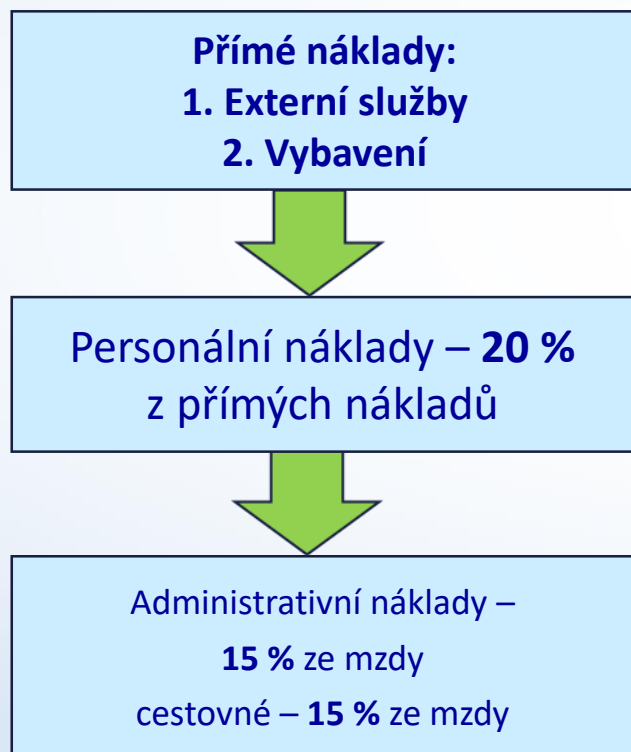 Přímé náklady:
1. Externí služby
2. Vybavení
Personální náklady – 20 %
z přímých nákladů
Administrativní náklady –
15 % ze mzdy
cestovné – 15 % ze mzdy